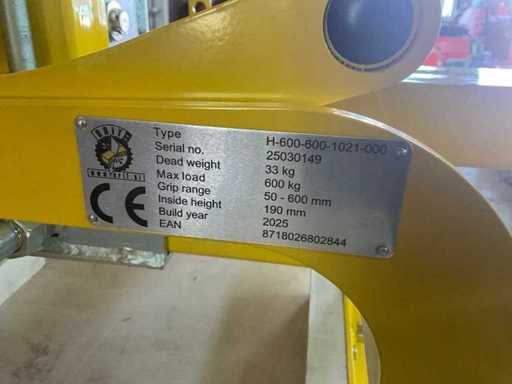 Type H-600-600-1021-000
Serial no. 25030149
Dead weight 33 kg
Max load 600 kg
Grip range 50 - 600 mm
Inside height 190 mm
Build year 2025
EAN 8718026802844
CE